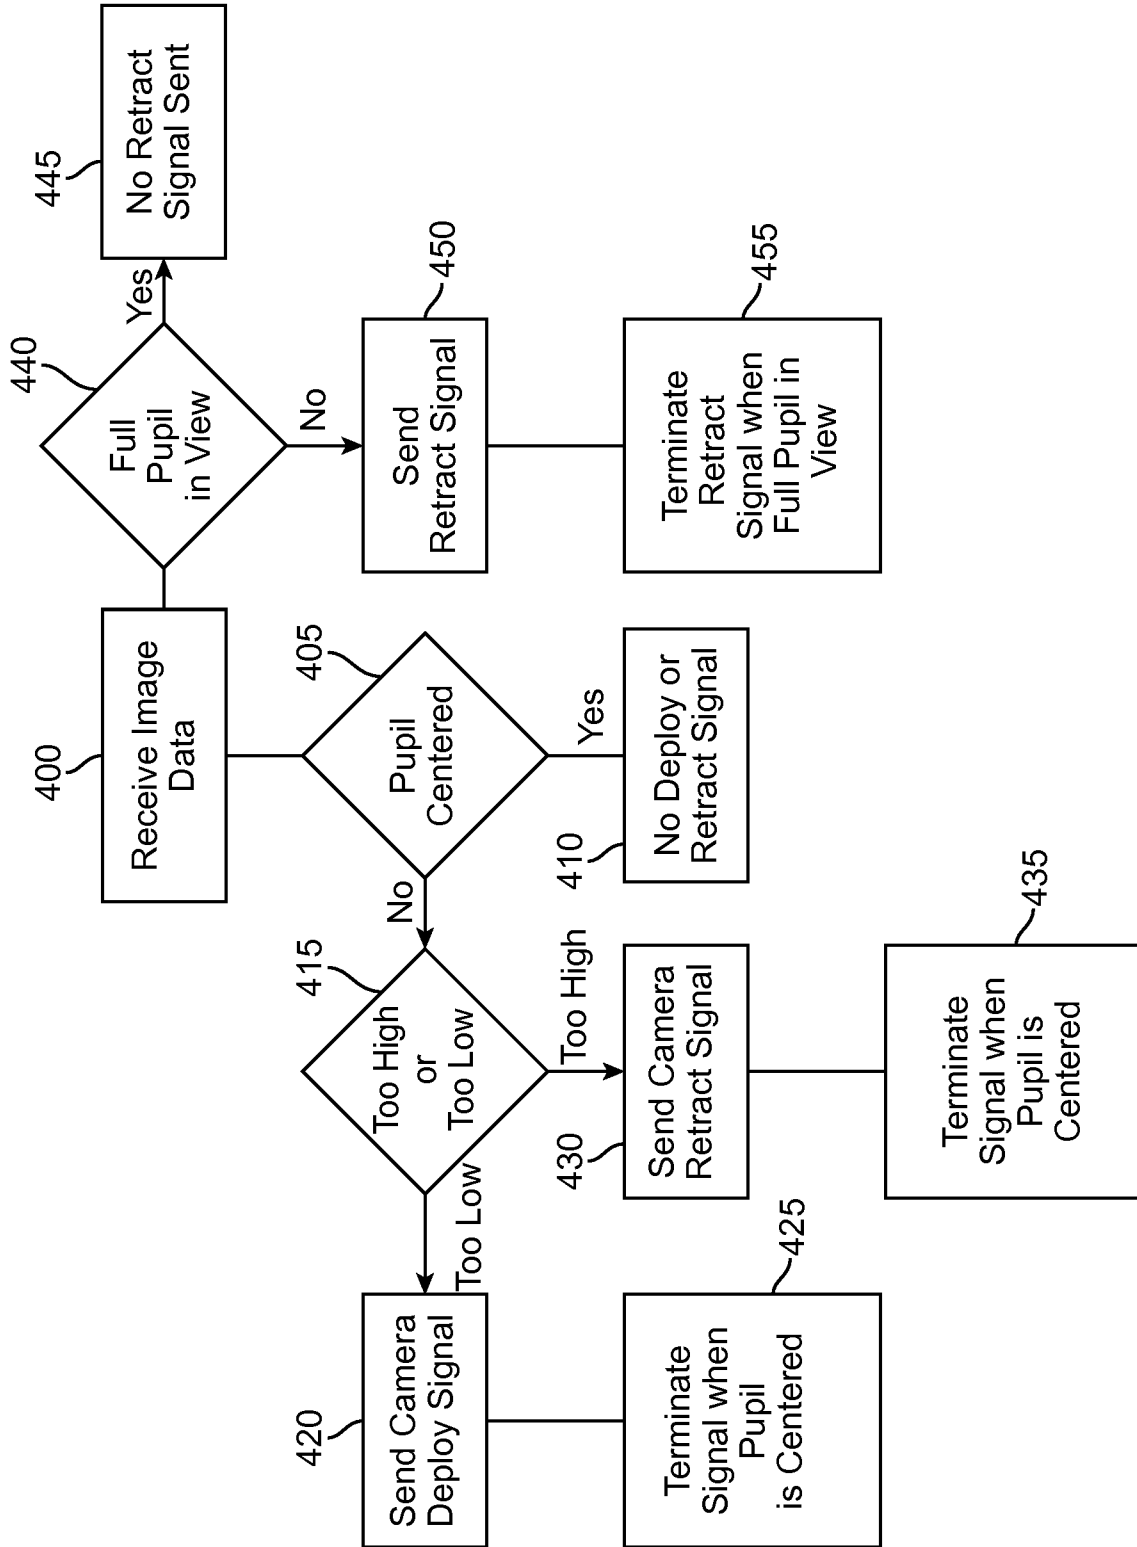 400
Receive Image
Data
440
Full
Pupil
in View
Yes
445
No Retract
Signal Sent
No
450
Send
Retract Signal
455
Terminate
Retract
Signal when
Full Pupil in
View
405
Pupil
Centered
Yes
410
No Deploy or
Retract Signal
No
415
Too High
or
Too Low
Too High
430
Send Camera
Retract Signal
435
Terminate
Signal when
Pupil is
Centered
Too Low
420
Send Camera
Deploy Signal
425
Terminate
Signal when
Pupil
is Centered